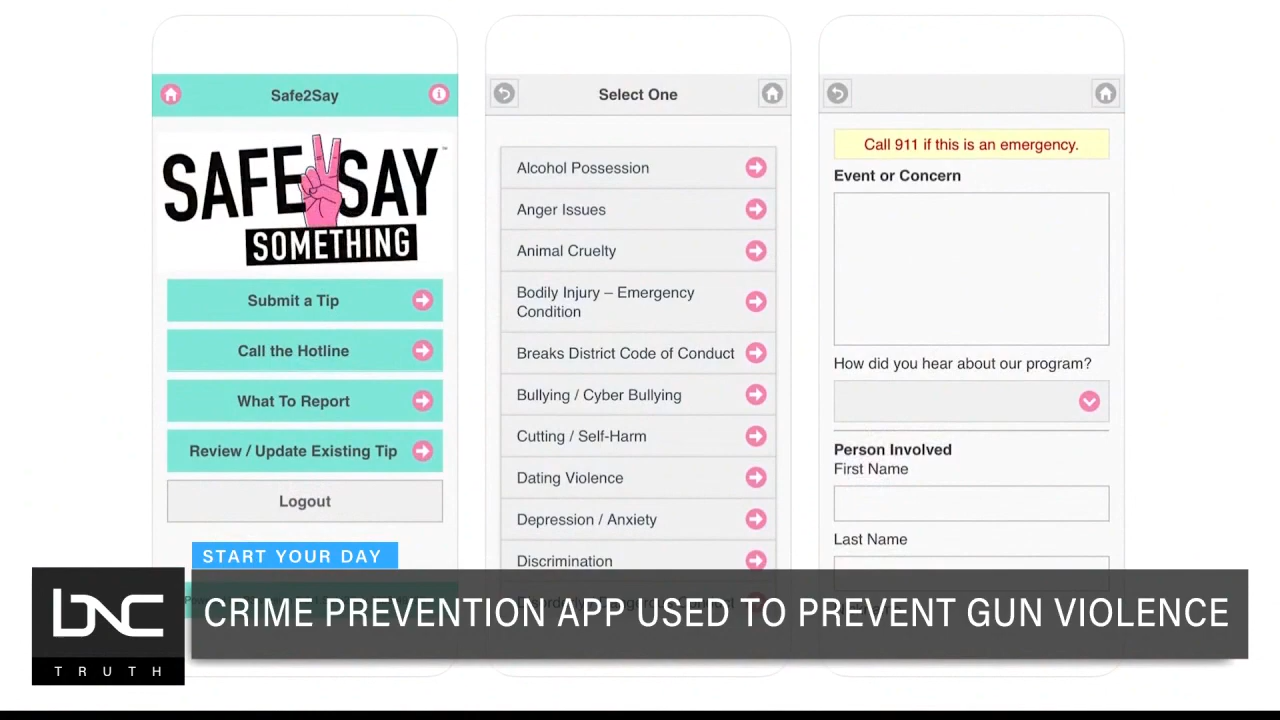 Safe2Say
SAFE SAY
SOMETHING
Submit a Tip
Call the Hotline
What To Report
Review / Update Existing Tip
Logout
Select One
Alcohol Possession
Anger Issues
Animal Cruelty
Bodily Injury – Emergency
Condition
Breaks District Code of Conduct
Bullying / Cyber Bullying
Cutting / Self-Harm
Dating Violence
Depression / Anxiety
Discrimination
Call 911 if this is an emergency.
Event or Concern
How did you hear about our program?
Person Involved
First Name
Last Name
START YOUR DAY
CRIME PREVENTION APP USED TO PREVENT GUN VIOLENCE
BNC
TRUTH